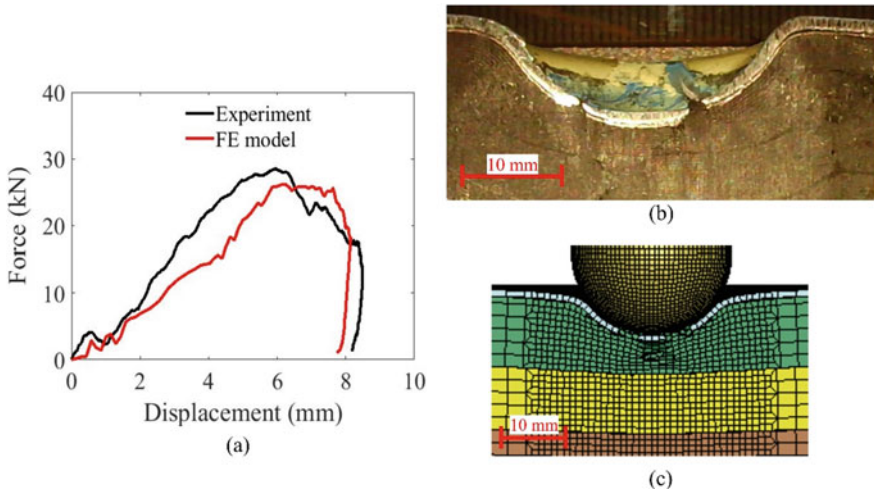 40
30
20
10
0
Force (kN)
Experiment
FE model
0 2 4 6 8 10
Displacement (mm)
(a)
10 mm
(b)
10 mm
(c)